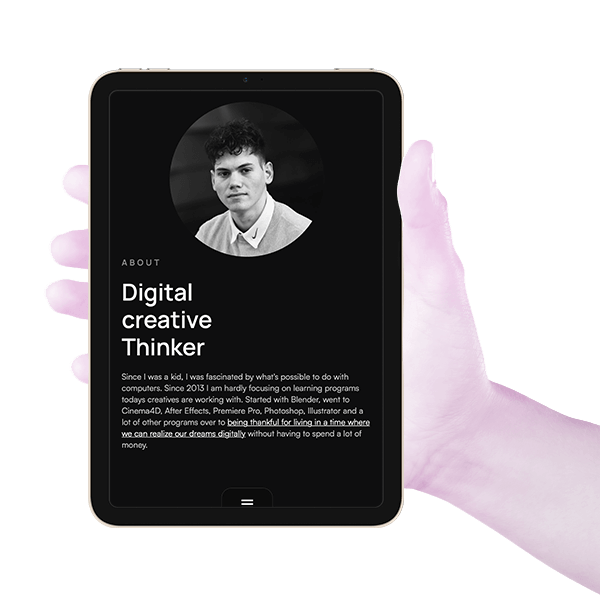 ABOUT
Digital
creative
Thinker
Since I was a kid, I was fascinated by what's possible to do with
computers. Since 2013 I am hardly focusing on learning programs
todays creatives are working with. Started with Blender, went to
Cinema4D, After Effects, Premiere Pro, Photoshop, Illustrator and a
lot of other programs over to being thankful for living in a time where
we can realize our dreams digitally without having to spend a lot of
money.